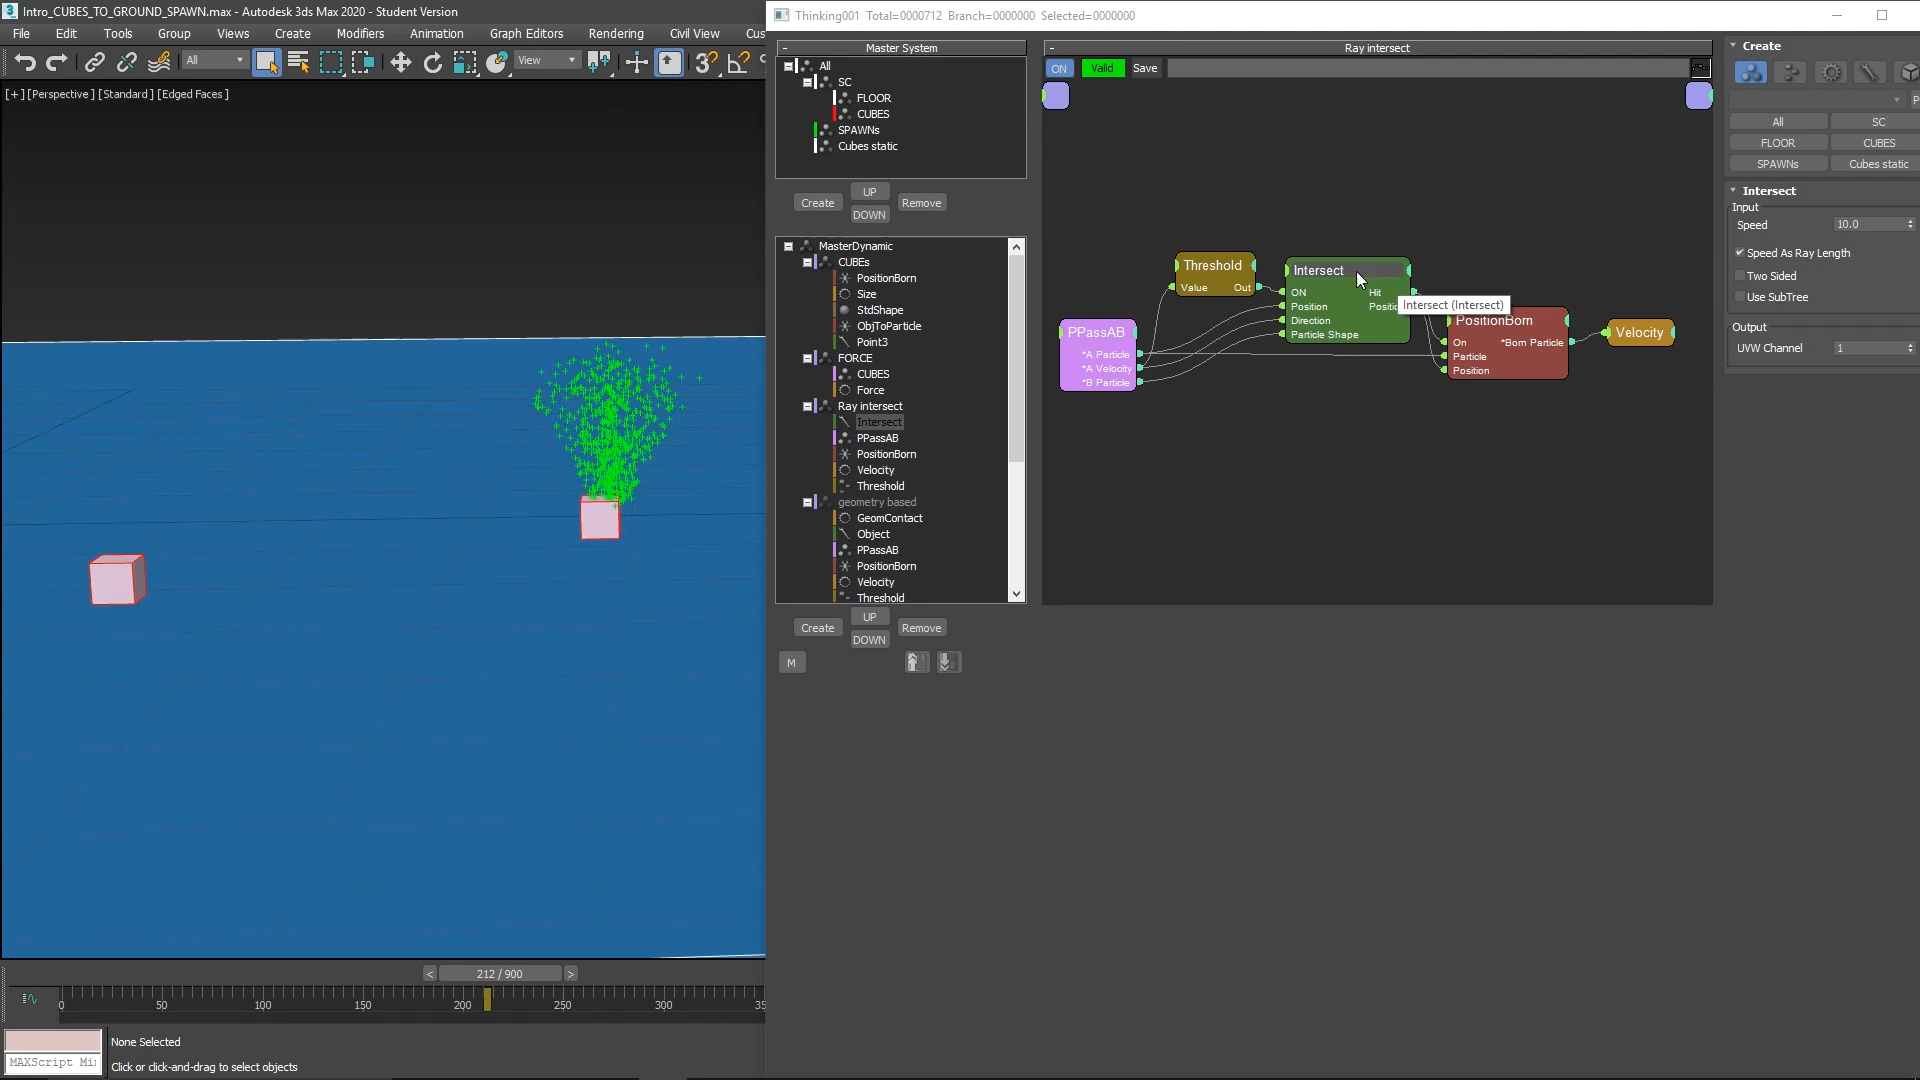 Intro_CUBES_TO_GROUND_SPAWN.max - Autodesk 3ds Max 2020 - Student Version
File Edit Tools Group Views Create Modifiers Animation Graph Editors Rendering Civil View Cus
All
View
[+] [Perspective] [Standard] [Edged Faces]
Thinking001 Total=0000712 Branch=0000000 Selected=0000000
- Master System
All
SC
FLOOR
CUBES
SPAWNs
Cubes static
Create UP Remove
DOWN
MasterDynamic
CUBEs
PositionBorn
Size
StdShape
ObjToParticle
Point3
FORCE
CUBES
Force
Ray intersect
Intersect
PPassAB
PositionBorn
Velocity
Threshold
geometry based
GeomContact
Object
PPassAB
PositionBorn
Velocity
Threshold
Create UP Remove
DOWN
M
- Ray intersect
ON Valid Save
Threshold
Value Out
Intersect
ON Hit
Position
Direction
Particle Shape
Intersect (Intersect)
PPassAB
*A Particle
*A Velocity
*B Particle
PositionBorn
On *Born Particle
Particle
Position
Velocity
Create
All SC
FLOOR CUBES
SPAWNs Cubes static
Intersect
Input
Speed 10.0
Speed As Ray Length
Two Sided
Use SubTree
Output
UVW Channel 1
< 212 / 900 >
0 50 100 150 200 250 300 35
None Selected
MAXScript Mi
Click or click-and-drag to select objects